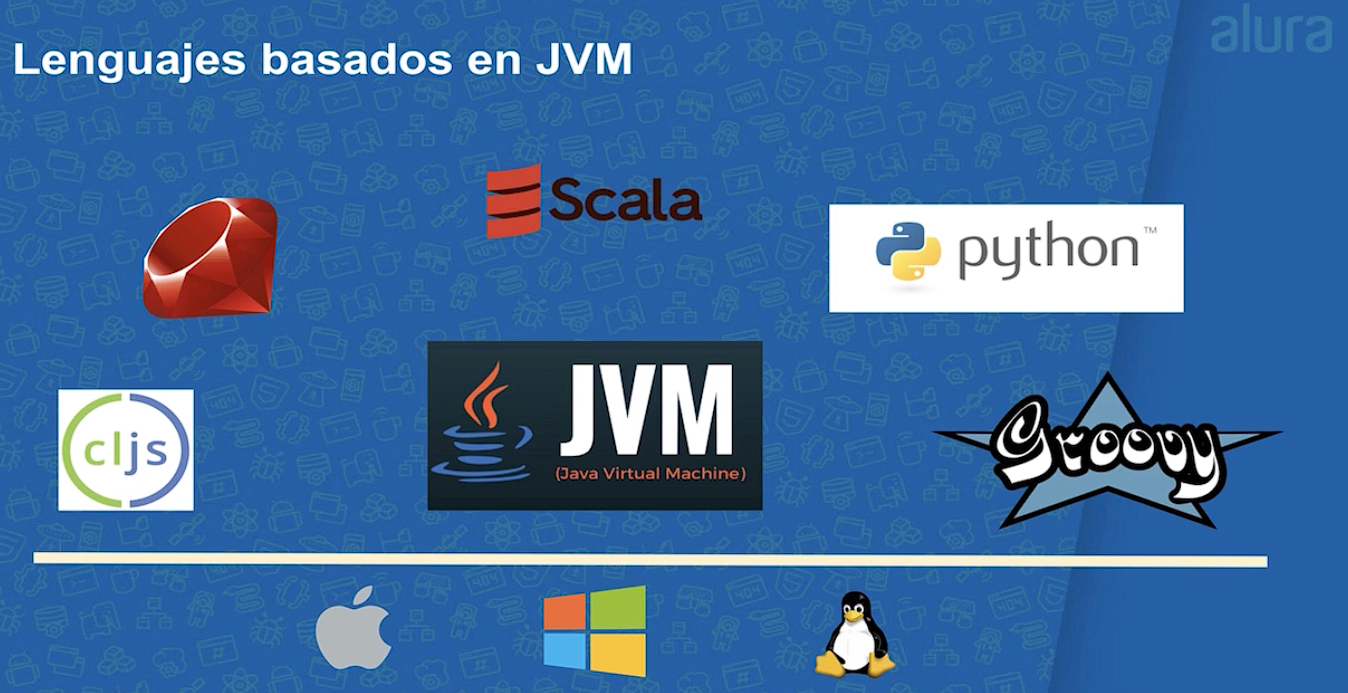 alura
Lenguajes basados en JVM
Scala
python™
cljs
JVM
(Java Virtual Machine)
Groovy